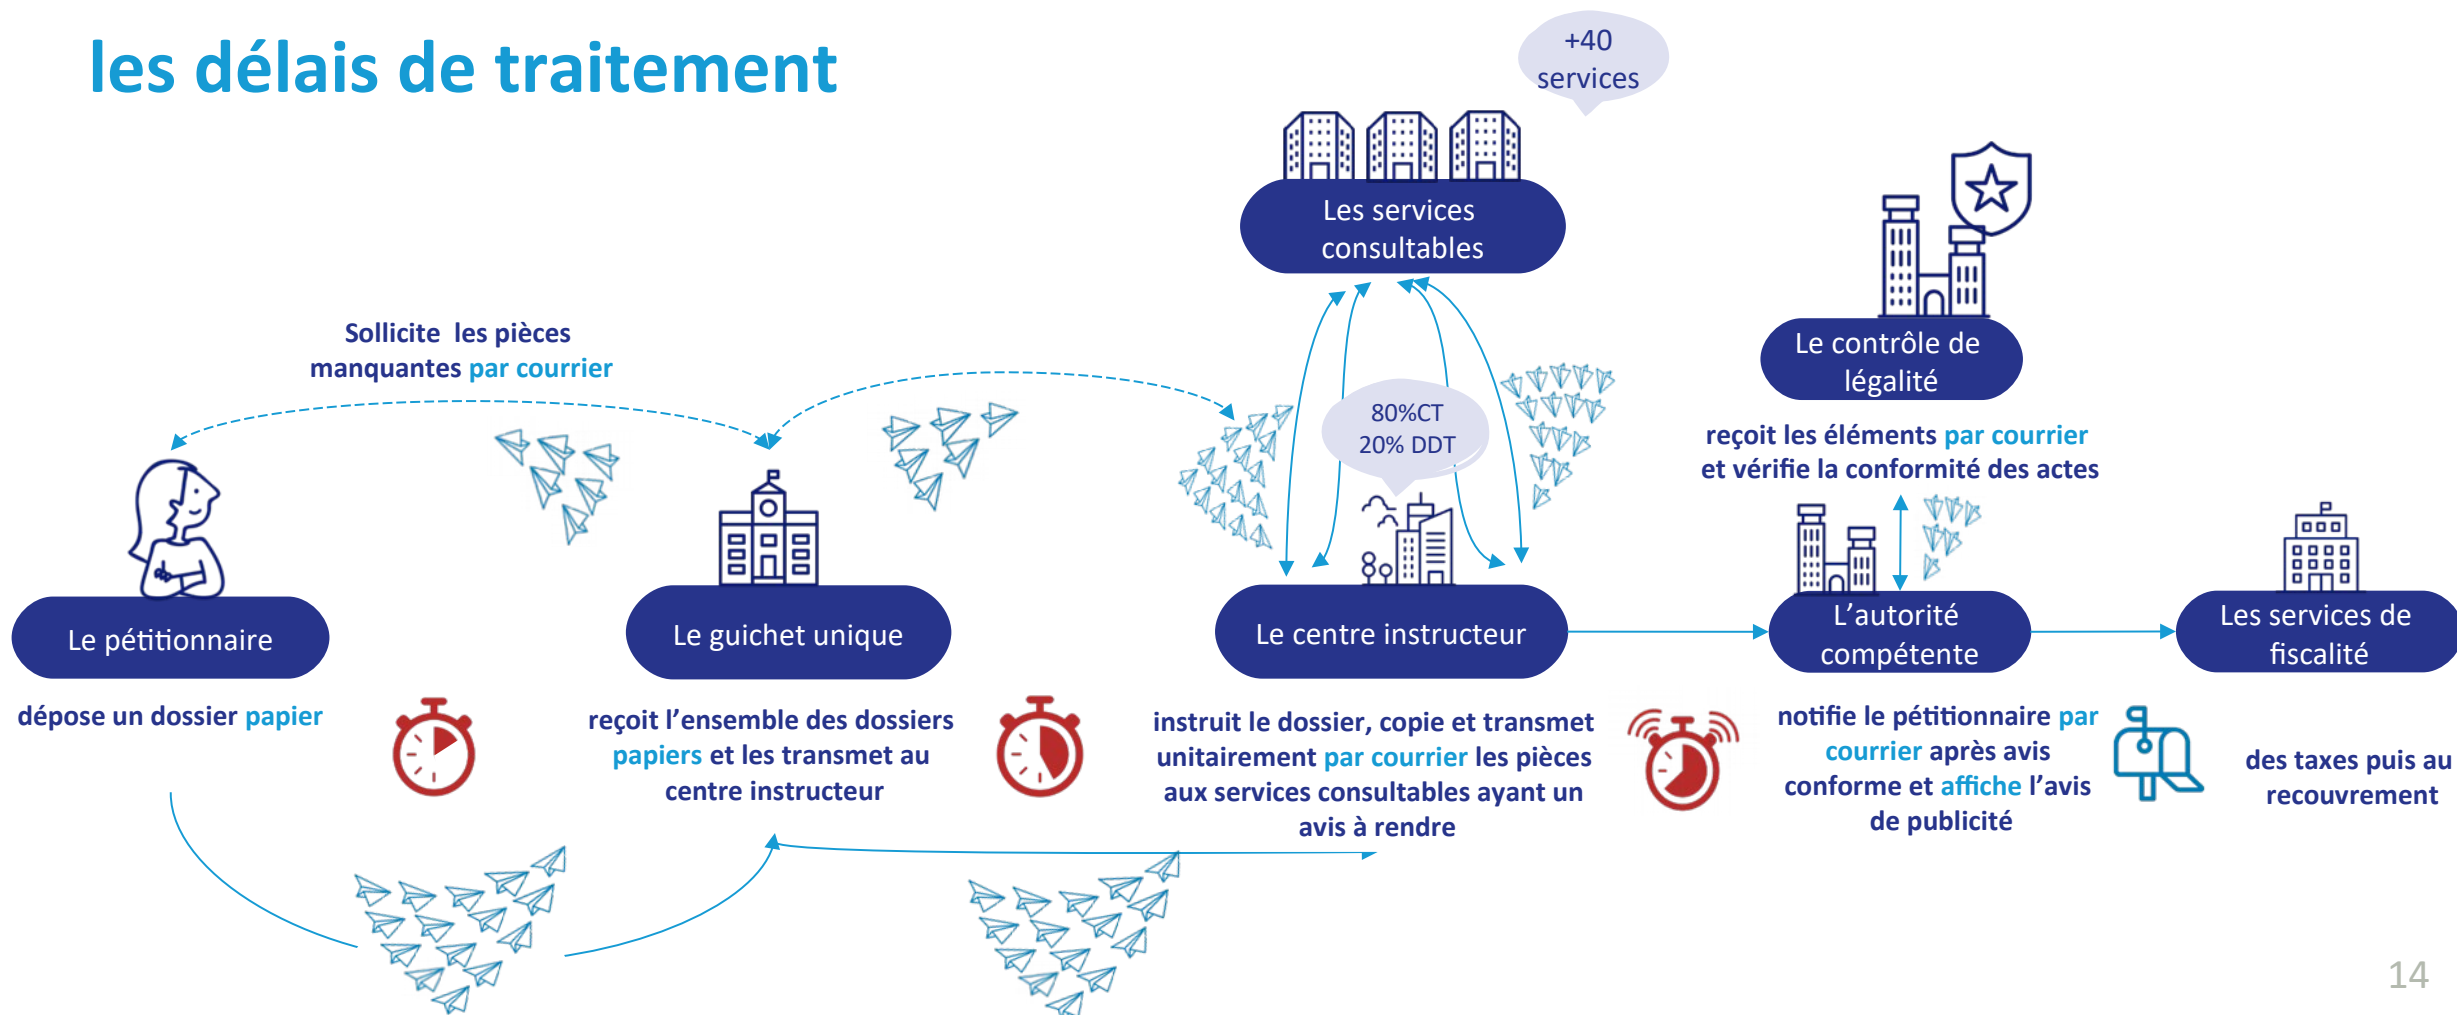 les délais de traitement
+40
services
Les services
consultables
Le contrôle de
légalité
reçoit les éléments par courrier
et vérifie la conformité des actes
Sollicite  les pièces
manquantes par courrier
80%CT
20% DDT
Le pétitionnaire
dépose un dossier papier
Le guichet unique
reçoit l’ensemble des dossiers
papiers et les transmet au
centre instructeur
Le centre instructeur
instruit le dossier, copie et transmet
unitairement par courrier les pièces
aux services consultables ayant un
avis à rendre
L’autorité
compétente
notifie le pétitionnaire par
courrier après avis
conforme et affiche l’avis
de publicité
Les services de
fiscalité
des taxes puis au
recouvrement
14